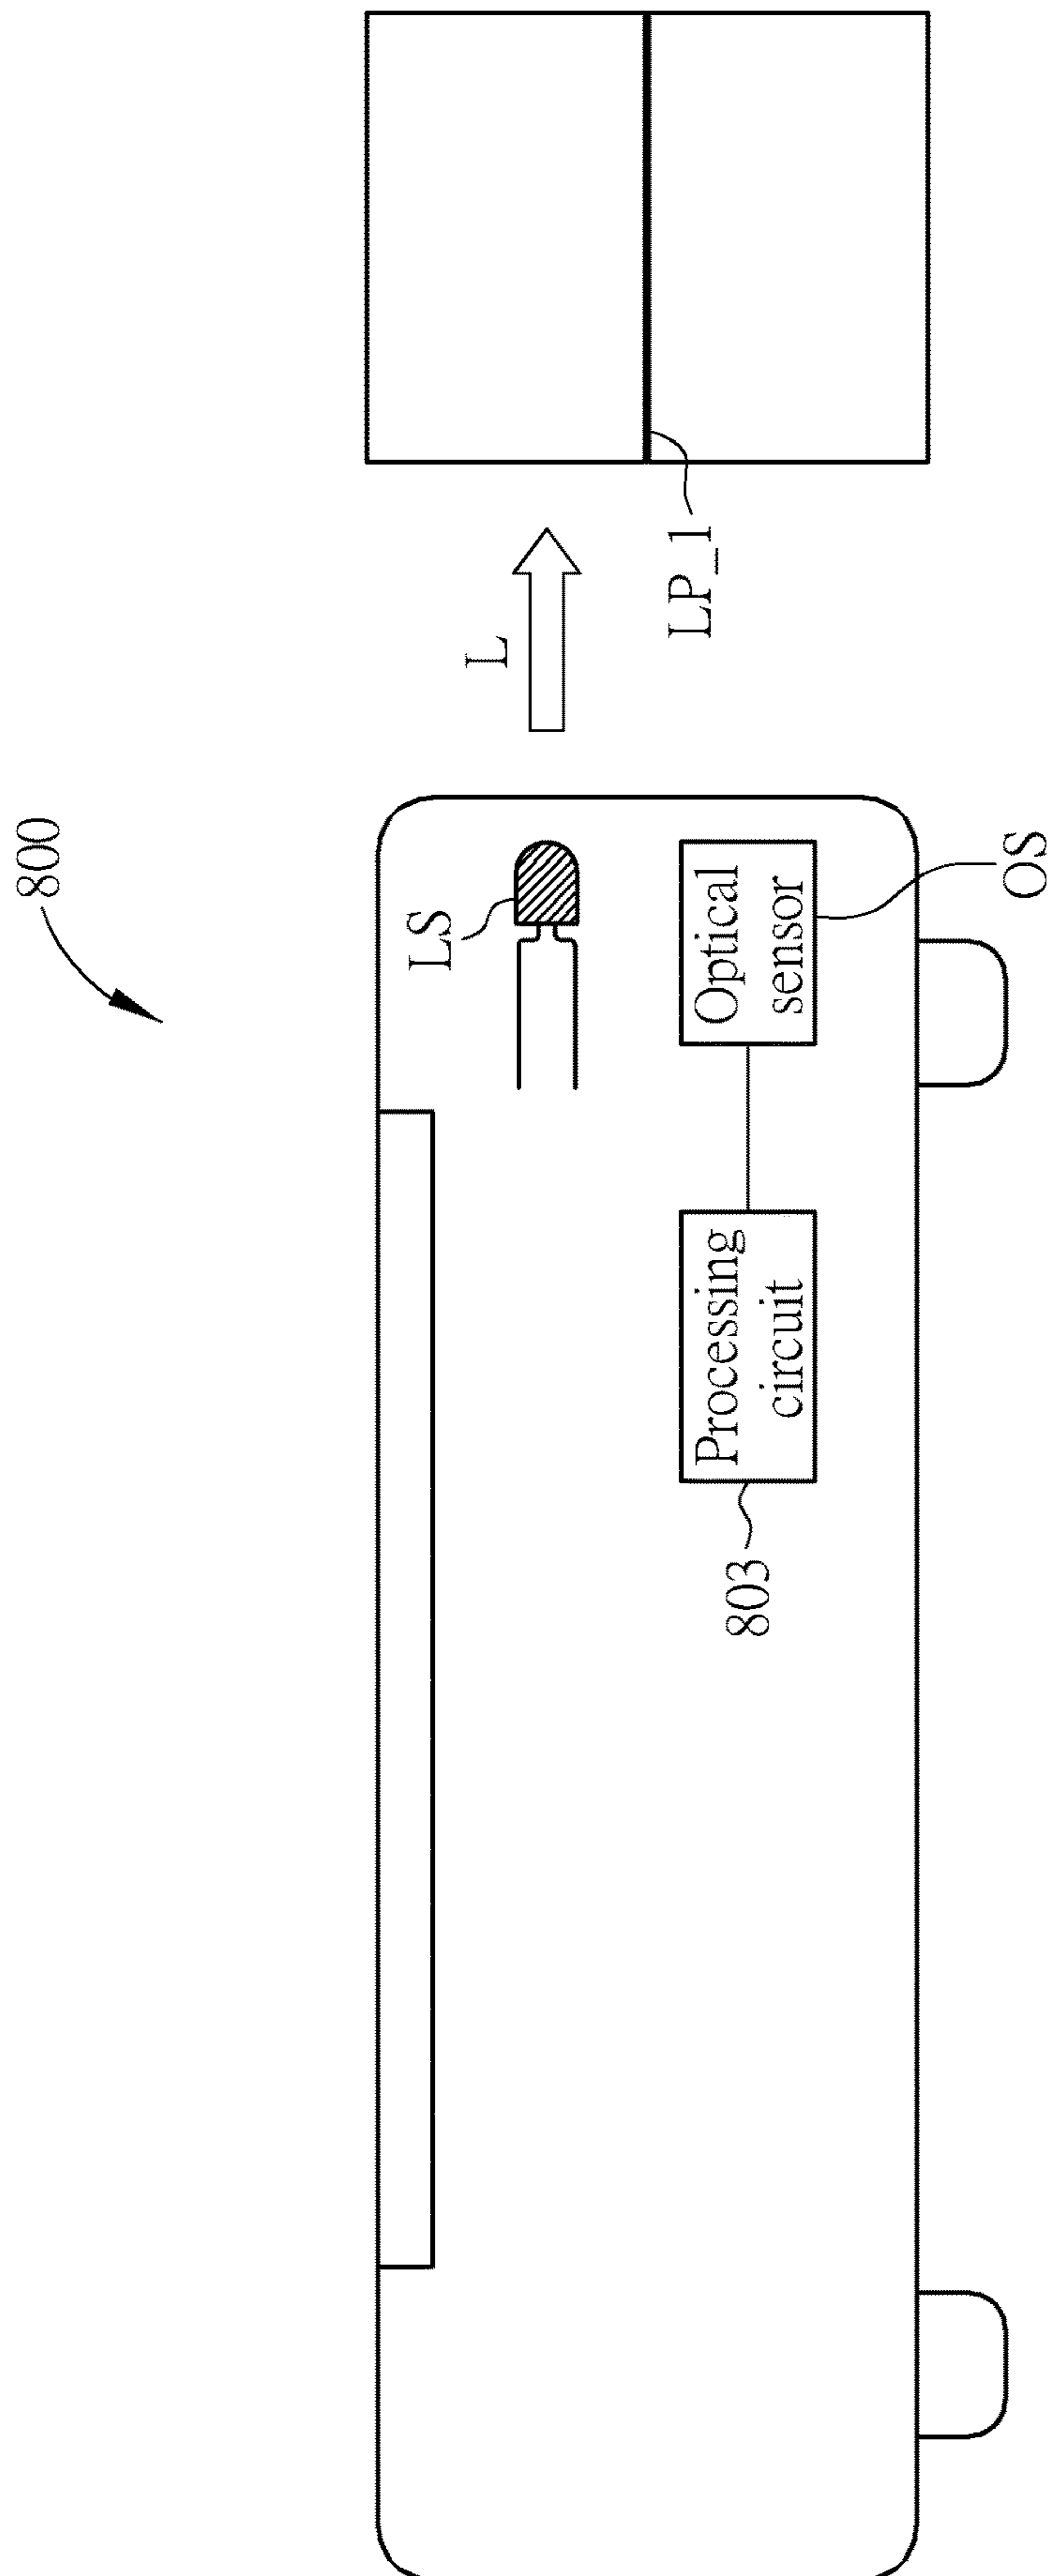 800
LS
L
LP_1
Optical
sensor
OS
Processing
circuit
803